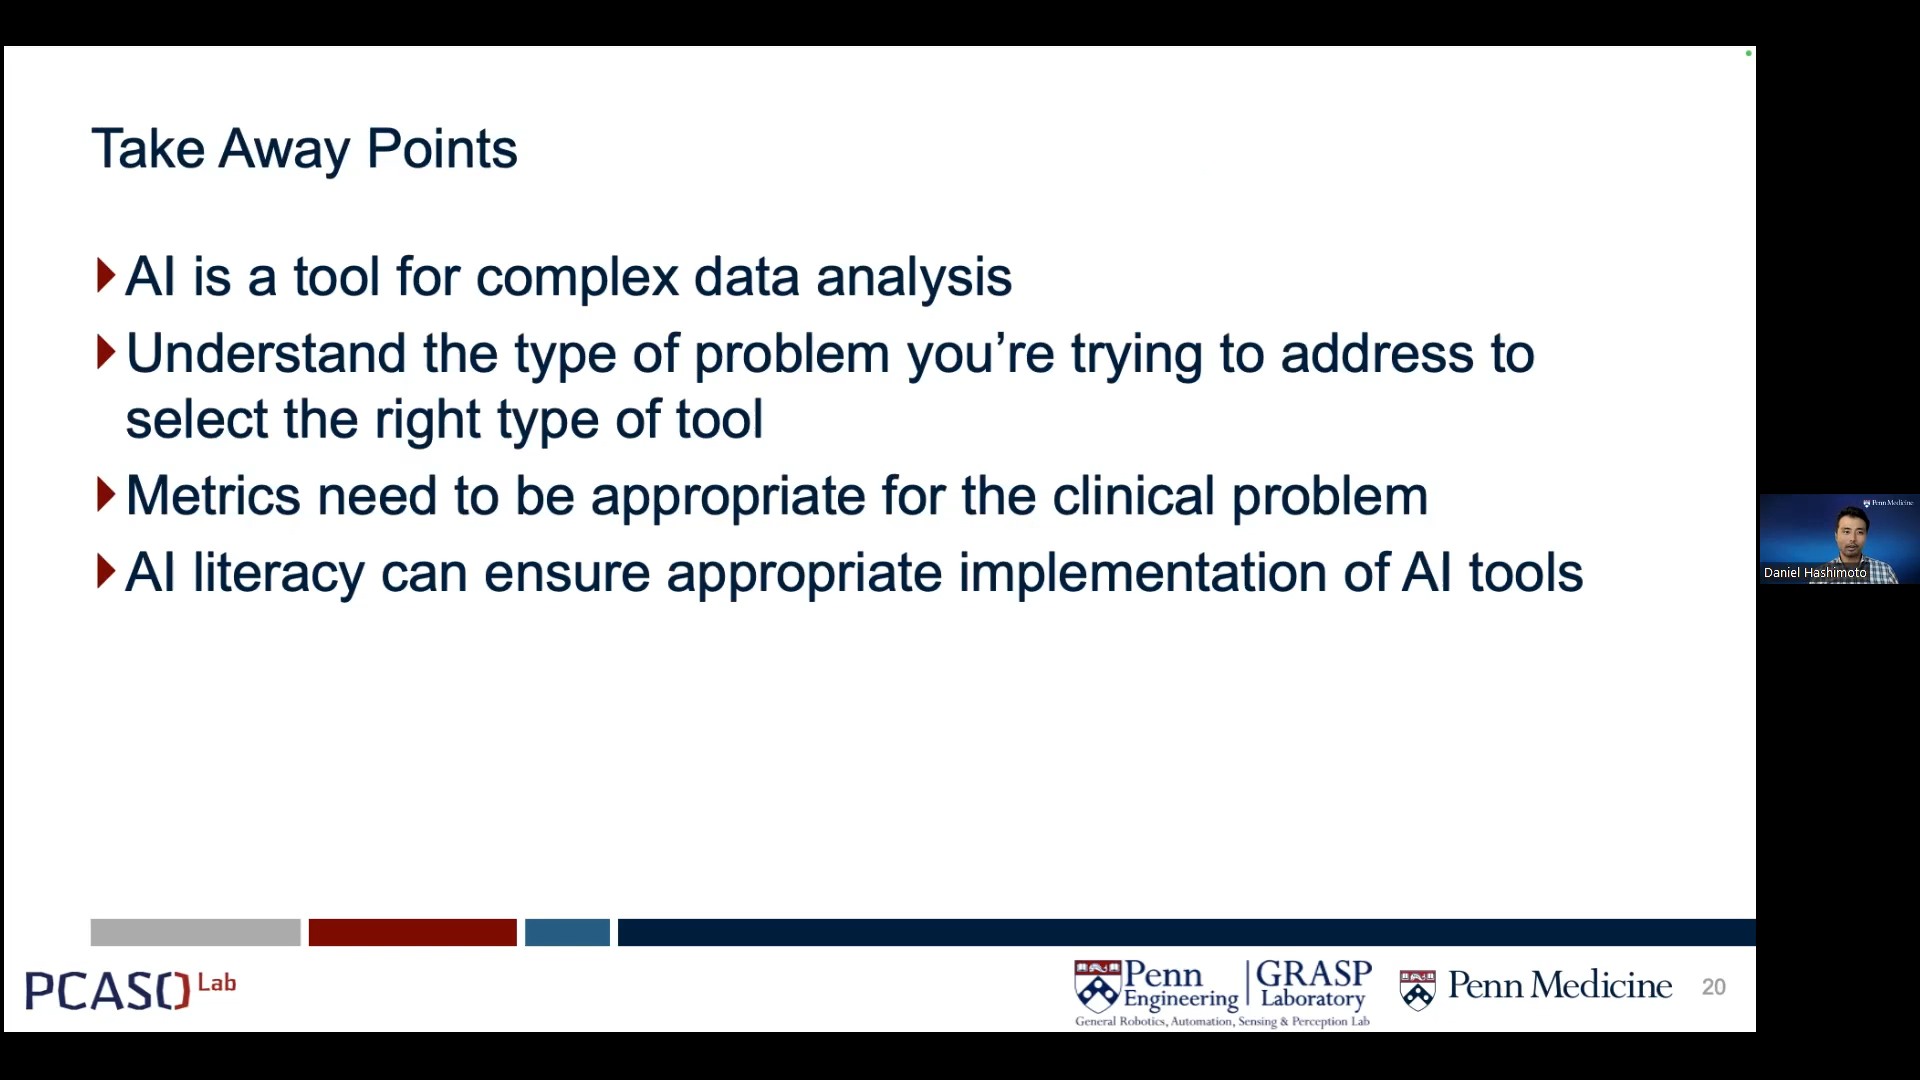 Take Away Points
AI is a tool for complex data analysis
Understand the type of problem you’re trying to address to
select the right type of tool
Metrics need to be appropriate for the clinical problem
AI literacy can ensure appropriate implementation of AI tools
Penn Medicine
Daniel Hashimoto
PCASO Lab
Penn Engineering
GRASP Laboratory
General Robotics, Automation, Sensing & Perception Lab
Penn Medicine
20